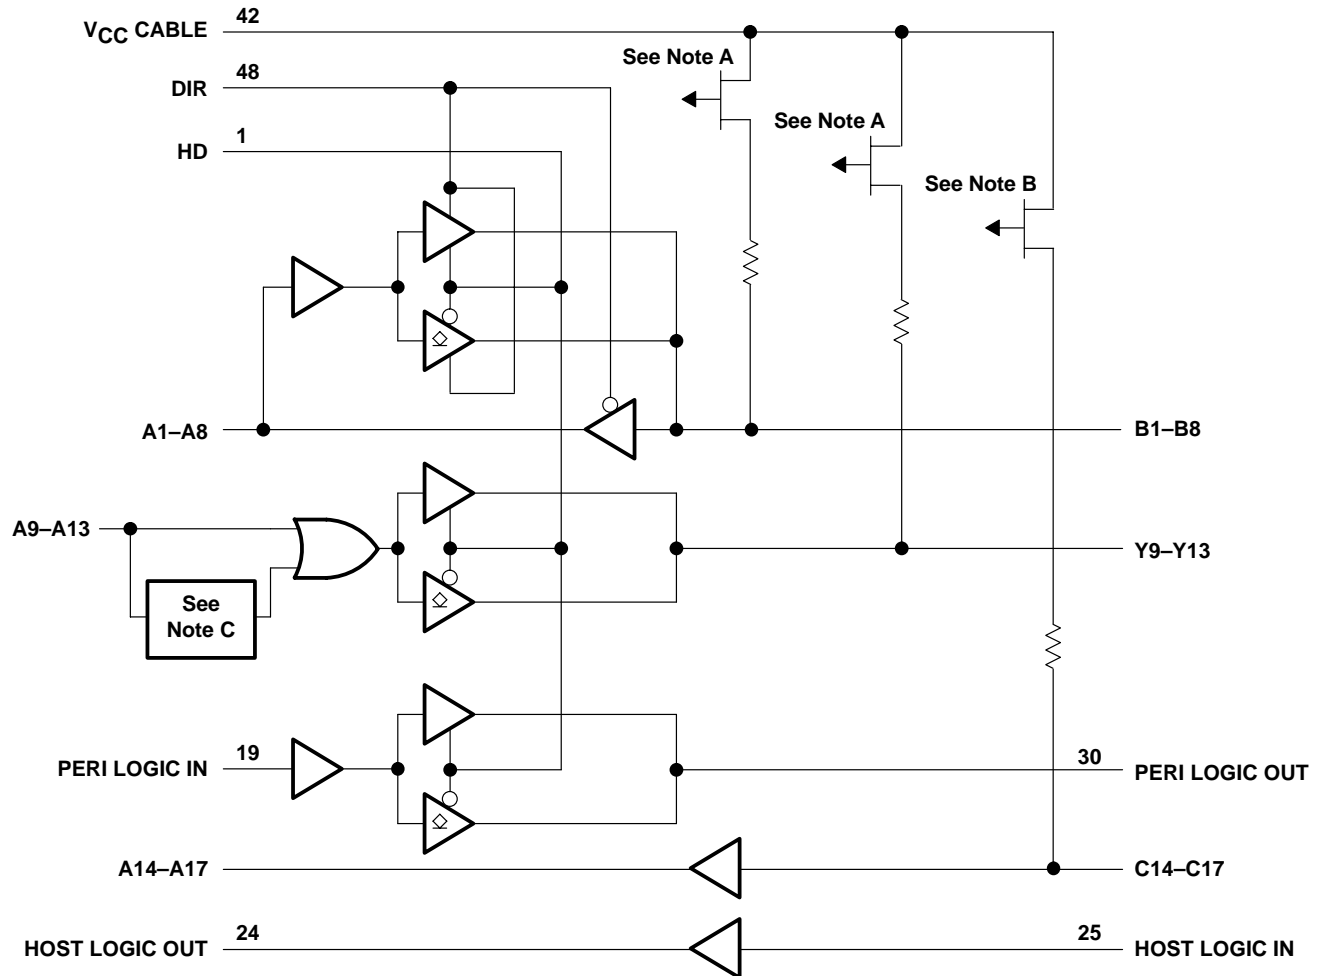 VCC CABLE 42
See Note A
DIR 48
See Note A
HD 1
See Note B
A1–A8
B1–B8
A9–A13
Y9–Y13
See
Note C
PERI LOGIC IN 19
30 PERI LOGIC OUT
A14–A17
C14–C17
HOST LOGIC OUT 24
25 HOST LOGIC IN